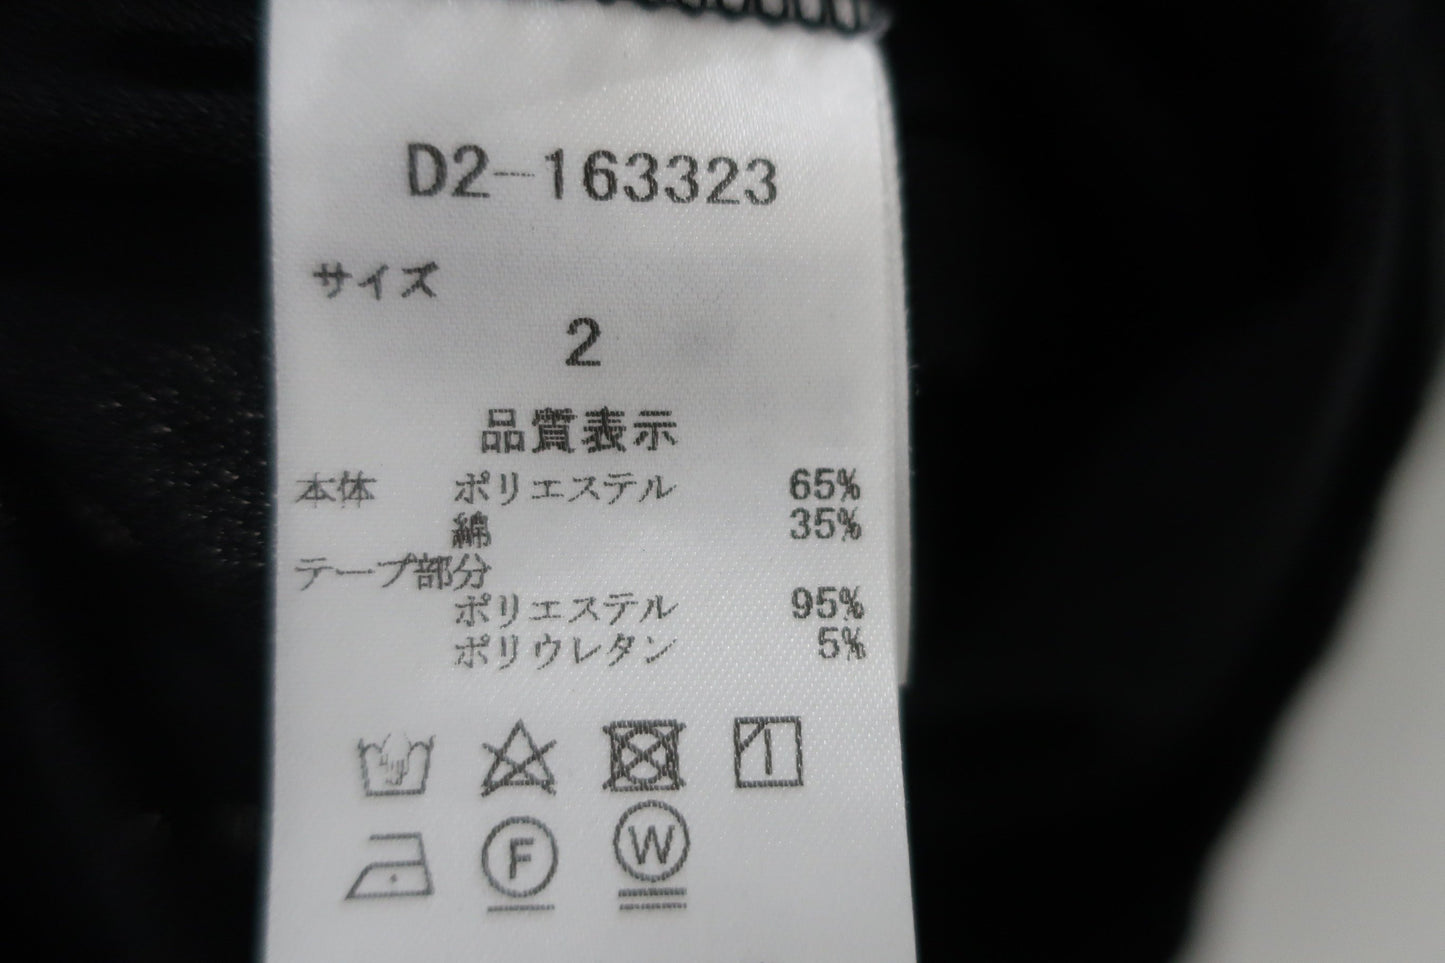 D2-163323
サイズ
2
品質表示
本体 ポリエステル 65%
綿 35%
テープ部分
ポリエステル 95%
ポリウレタン 5%
F W